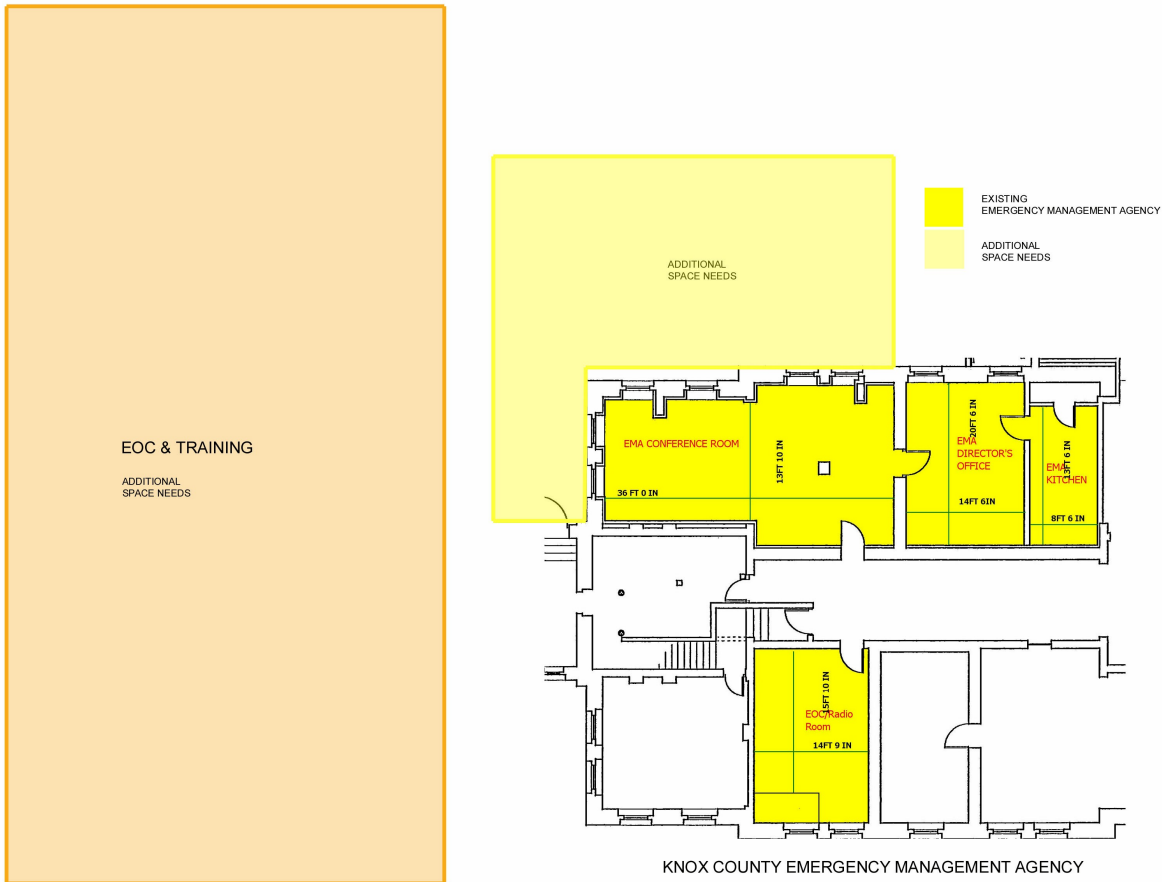 EXISTING
EMERGENCY MANAGEMENT AGENCY
ADDITIONAL
SPACE NEEDS
ADDITIONAL
SPACE NEEDS
EOC & TRAINING
ADDITIONAL
SPACE NEEDS
EMA CONFERENCE ROOM
13FT 10 IN
36 FT 0 IN
20FT 6 IN
EMA
DIRECTOR'S
OFFICE
14FT 6IN
13FT 6 IN
EMA
KITCHEN
8FT 6 IN
15FT 10 IN
EOC/Radio
Room
14FT 9 IN
KNOX COUNTY EMERGENCY MANAGEMENT AGENCY